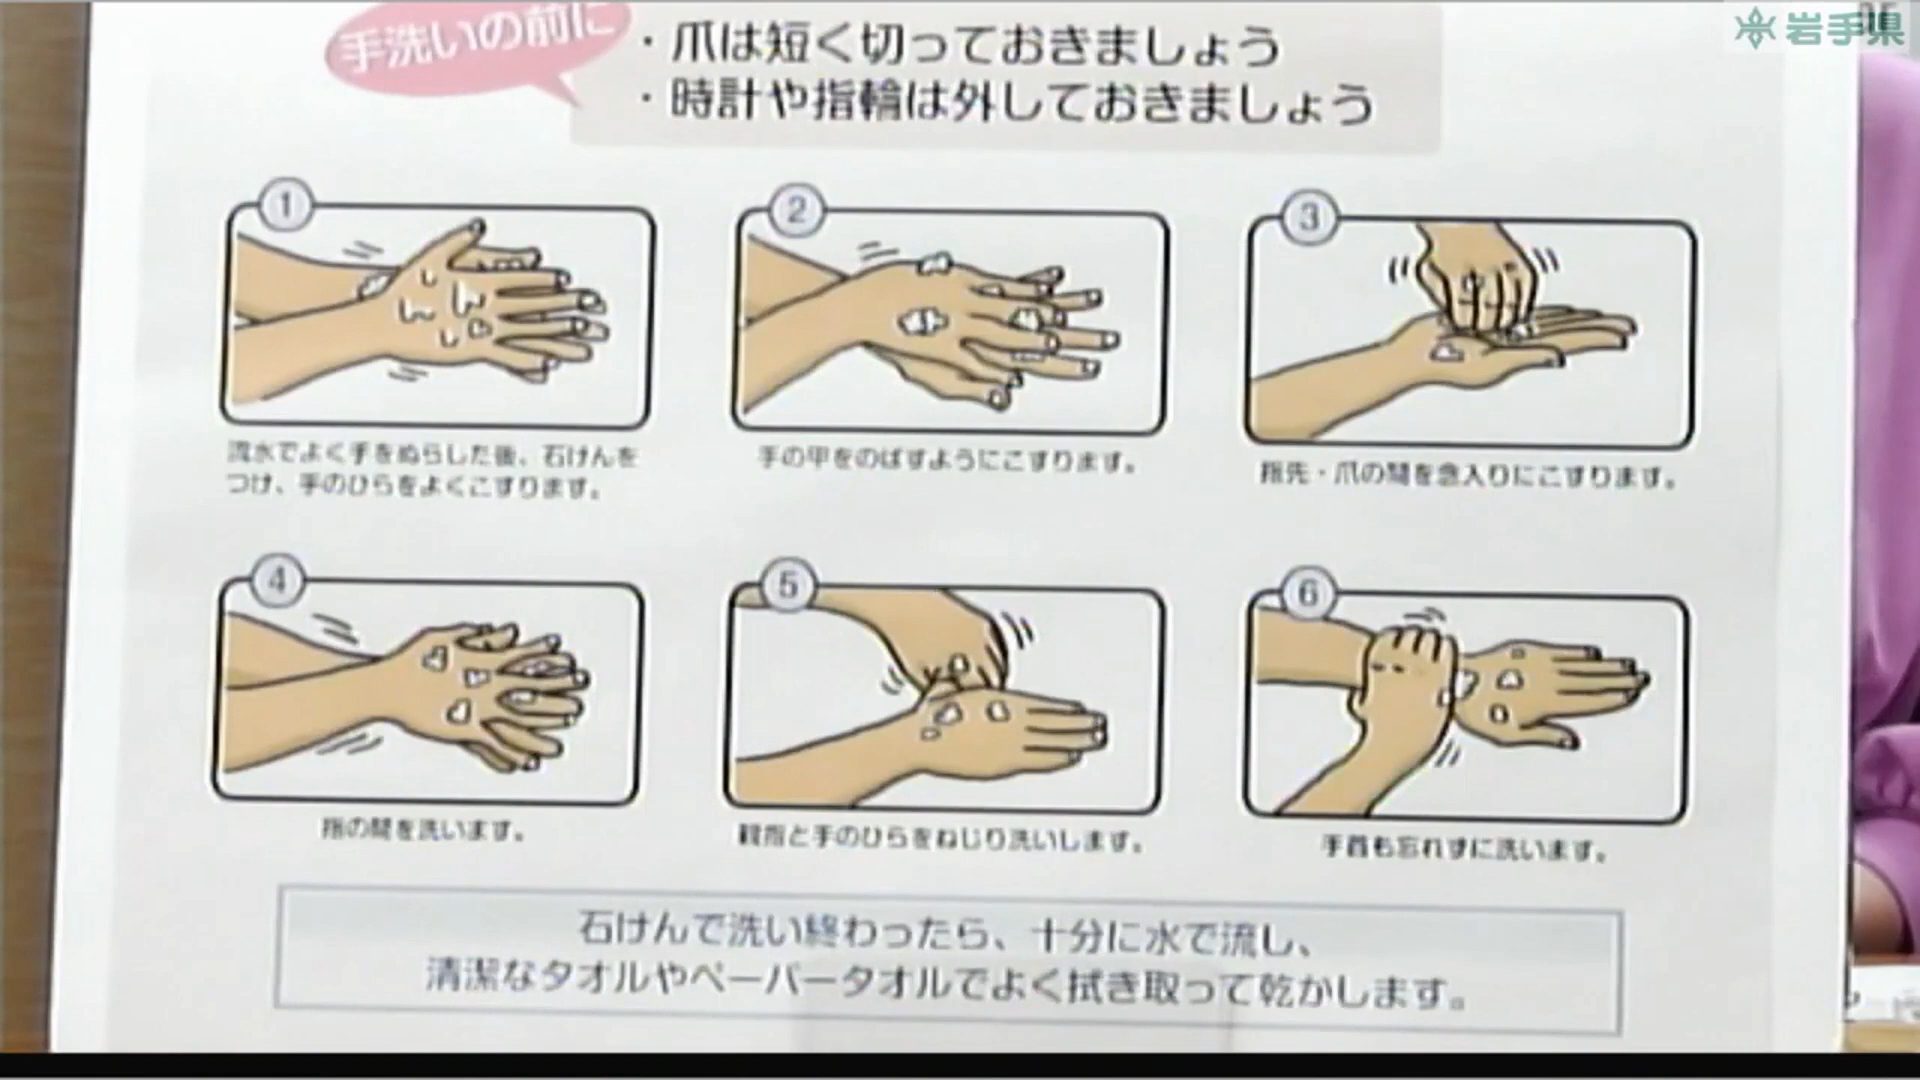 岩手県
手洗いの前に
・爪は短く切っておきましょう
・時計や指輪は外しておきましょう
1
流水でよく手をぬらした後、石けんを
つけ、手のひらをよくこすります。
2
手の甲をのばすようにこすります。
3
指先・爪の間を念入りにこすります。
4
指の間を洗います。
5
親指と手のひらをねじり洗いします。
6
手首も忘れずに洗います。
石けんで洗い終わったら、十分に水で流し、
清潔なタオルやペーパータオルでよく拭き取って乾かします。